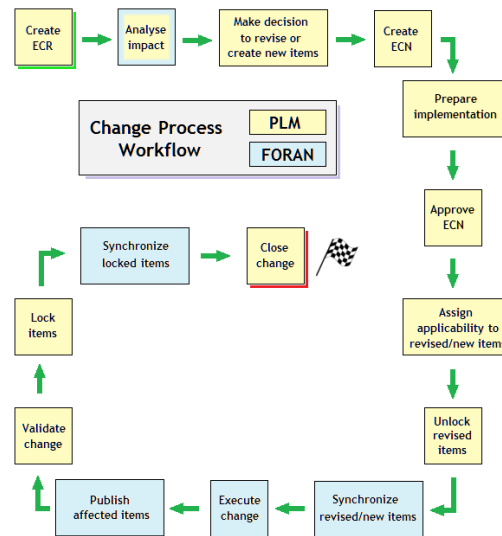 Create
ECR
Analyse
impact
Make decision
to revise or
create new items
Create
ECN
Prepare
implementation
Change Process
Workflow
PLM
FORAN
Approve
ECN
Synchronize
locked items
Close
change
Assign
applicability to
revised/new items
Lock
items
Unlock
revised
items
Validate
change
Publish
affected items
Execute
change
Synchronize
revised/new items